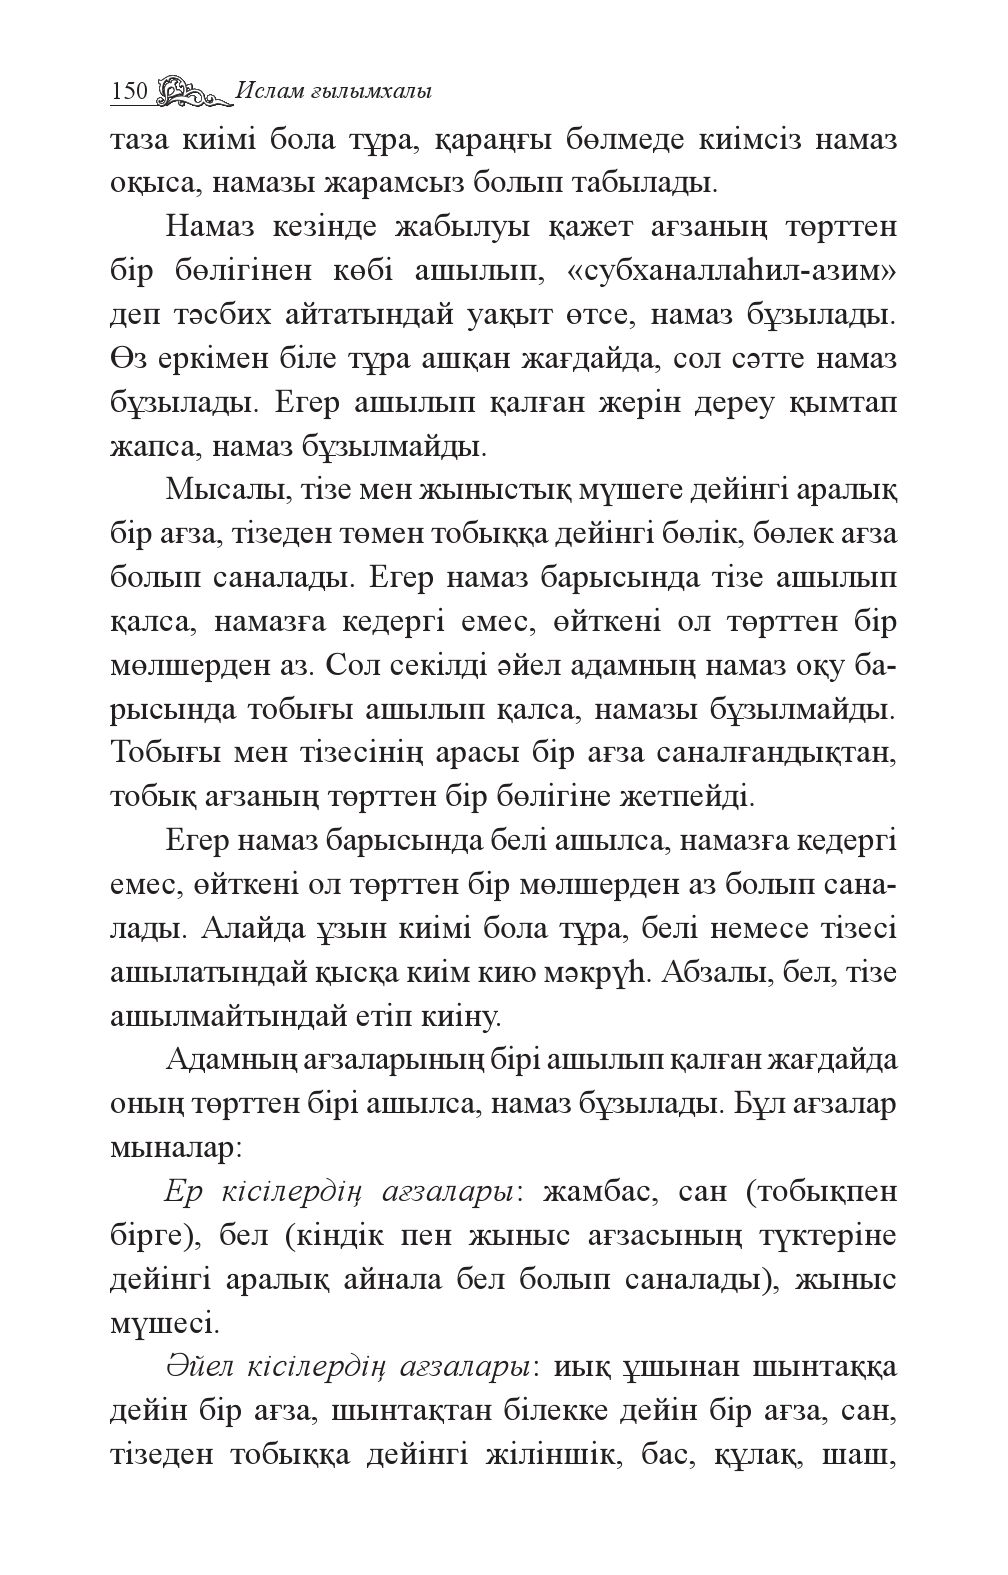 150 Ислам ғылымхалы
таза киімі бола тұра, қараңғы бөлмеде киімсіз намаз
оқыса, намазы жарамсыз болып табылады.
Намаз кезінде жабылуы қажет ағзаның төрттен
бір бөлігінен көбі ашылып, «субханаллаһил-азим»
деп тәсбих айтатындай уақыт өтсе, намаз бұзылады.
Өз еркімен біле тұра ашқан жағдайда, сол сәтте намаз
бұзылады. Егер ашылып қалған жерін дереу қымтап
жапса, намаз бұзылмайды.
Мысалы, тізе мен жыныстық мүшеге дейінгі аралық
бір ағза, тізеден төмен тобыққа дейінгі бөлік, бөлек ағза
болып саналады. Егер намаз барысында тізе ашылып
қалса, намазға кедергі емес, өйткені ол төрттен бір
мөлшерден аз. Сол секілді әйел адамның намаз оқу ба-
рысында тобығы ашылып қалса, намазы бұзылмайды.
Тобығы мен тізесінің арасы бір ағза саналғандықтан,
тобық ағзаның төрттен бір бөлігіне жетпейді.
Егер намаз барысында белі ашылса, намазға кедергі
емес, өйткені ол төрттен бір мөлшерден аз болып сана-
лады. Алайда ұзын киімі бола тұра, белі немесе тізесі
ашылатындай қысқа киім кию мәкрүһ. Абзалы, бел, тізе
ашылмайтындай етіп киіну.
Адамның ағзаларының бірі ашылып қалған жағдайда
оның төрттен бірі ашылса, намаз бұзылады. Бұл ағзалар
мыналар:
Ер кісілердің ағзалары: жамбас, сан (тобықпен
бірге), бел (кіндік пен жыныс ағзасының түктеріне
дейінгі аралық айнала бел болып саналады), жыныс
мүшесі.
Әйел кісілердің ағзалары: иық ұшынан шынтаққа
дейін бір ағза, шынтақтан білекке дейін бір ағза, сан,
тізеден тобыққа дейінгі жіліншік, бас, құлақ, шаш,